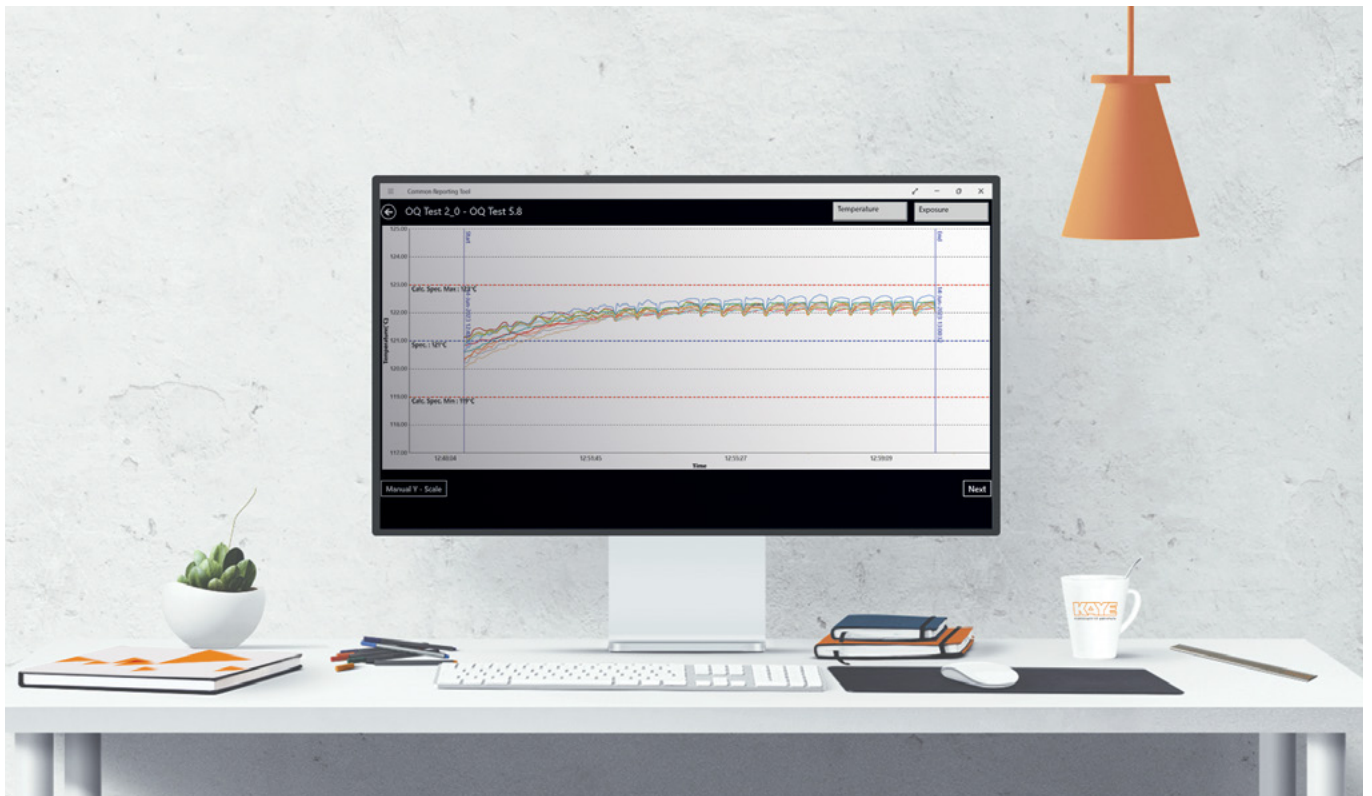 Common Reporting Tool
OQ Test 2_0 - OQ Test 5.8
Temperature
Exposure
125.00
124.00
123.00
122.00
121.00
120.00
119.00
118.00
117.00
Temperature(°C)
Start
End
Calc. Spec. Max : 123°C
Spec. : 121°C
Calc. Spec. Min : 119°C
12:51:45
12:55:27
12:59:09
Time
Manual Y - Scale
Next
KAYE